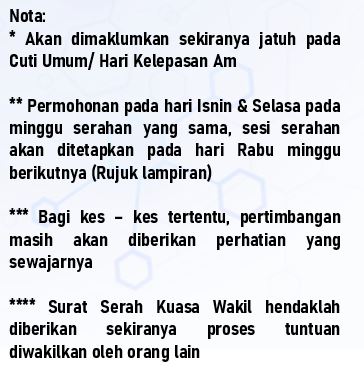 Nota:
* Akan dimaklumkan sekiranya jatuh pada
Cuti Umum/ Hari Kelepasan Am
** Permohonan pada hari Isnin & Selasa pada
minggu serahan yang sama, sesi serahan
akan ditetapkan pada hari Rabu minggu
berikutnya (Rujuk lampiran)
*** Bagi kes – kes tertentu, pertimbangan
masih akan diberikan perhatian yang
sewajarnya
**** Surat Serah Kuasa Wakil hendaklah
diberikan sekiranya proses tuntuan
diwakilkan oleh orang lain